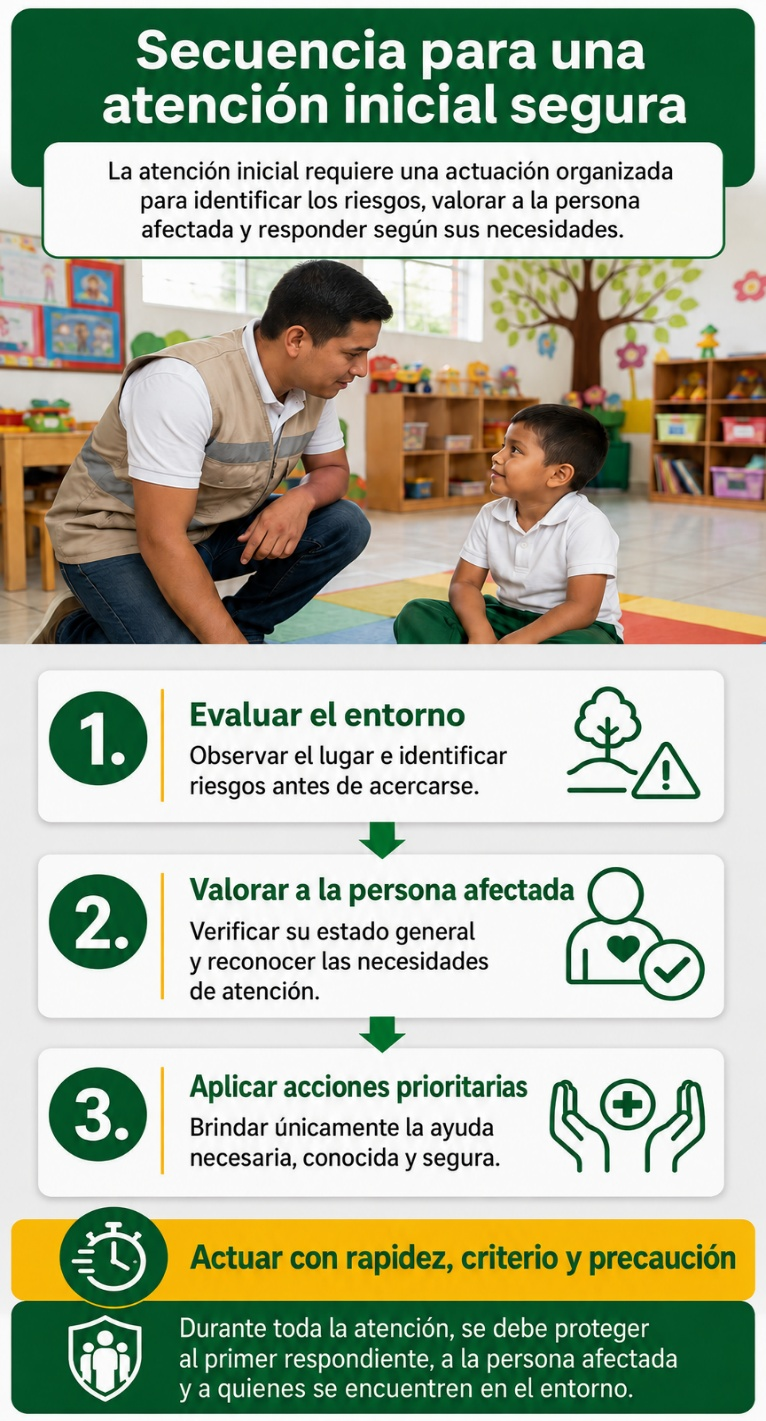 Secuencia para una
atención inicial segura
La atención inicial requiere una actuación organizada
para identificar los riesgos, valorar a la persona
afectada y responder según sus necesidades.
1.
Evaluar el entorno
Observar el lugar e identificar
riesgos antes de acercarse.
2.
Valorar a la persona afectada
Verificar su estado general
y reconocer las necesidades
de atención.
3.
Aplicar acciones prioritarias
Brindar únicamente la ayuda
necesaria, conocida y segura.
Actuar con rapidez, criterio y precaución
Durante toda la atención, se debe proteger
al primer respondiente, a la persona afectada
y a quienes se encuentren en el entorno.